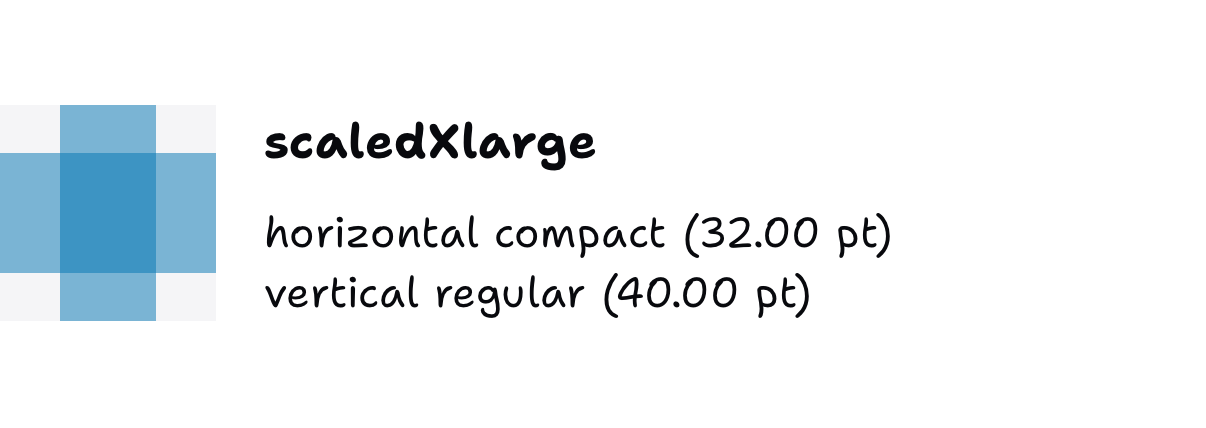 scaledXlarge
horizontal compact (32.00 pt)
vertical regular (40.00 pt)